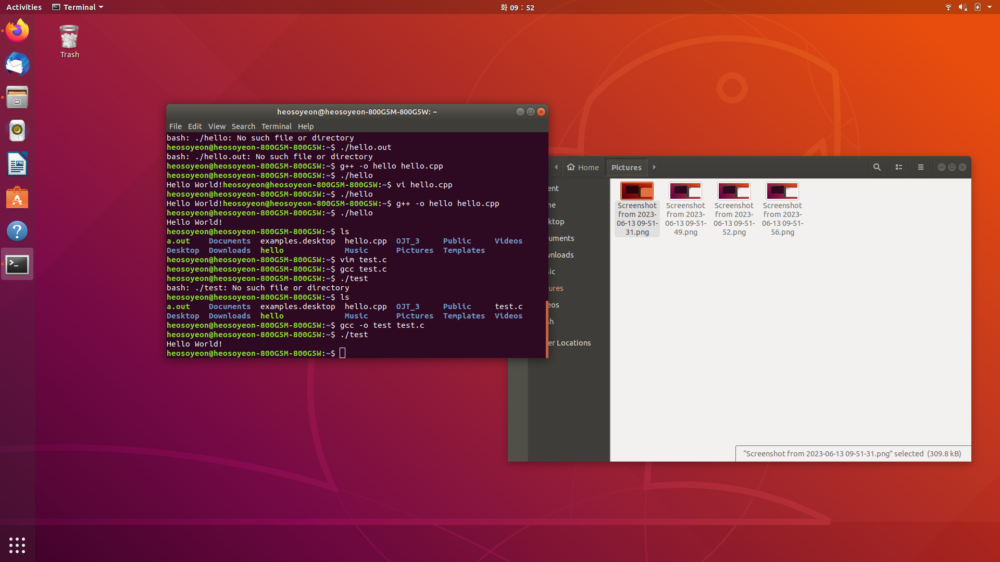 Activities
Terminal
화 09 : 52
Trash
heosoyeon@heosoyeon-800G5M-800G5W: ~
File Edit View Search Terminal Help
bash: ./hello: No such file or directory
heosoyeon@heosoyeon-800G5M-800G5W:~$ ./hello.out
bash: ./hello.out: No such file or directory
heosoyeon@heosoyeon-800G5M-800G5W:~$ g++ -o hello hello.cpp
heosoyeon@heosoyeon-800G5M-800G5W:~$ ./hello
Hello World!heosoyeon@heosoyeon-800G5M-800G5W:~$ vi hello.cpp
heosoyeon@heosoyeon-800G5M-800G5W:~$ ./hello
Hello World!heosoyeon@heosoyeon-800G5M-800G5W:~$ g++ -o hello hello.cpp
heosoyeon@heosoyeon-800G5M-800G5W:~$ ./hello
Hello World!
heosoyeon@heosoyeon-800G5M-800G5W:~$ ls
a.out Documents examples.desktop hello.cpp OJT_3 Public Videos
Desktop Downloads hello Music Pictures Templates
heosoyeon@heosoyeon-800G5M-800G5W:~$ vim test.c
heosoyeon@heosoyeon-800G5M-800G5W:~$ gcc test.c
heosoyeon@heosoyeon-800G5M-800G5W:~$ ./test
bash: ./test: No such file or directory
heosoyeon@heosoyeon-800G5M-800G5W:~$ ls
a.out Documents examples.desktop hello.cpp OJT_3 Public test.c
Desktop Downloads hello Music Pictures Templates Videos
heosoyeon@heosoyeon-800G5M-800G5W:~$ gcc -o test test.c
heosoyeon@heosoyeon-800G5M-800G5W:~$ ./test
Hello World!
heosoyeon@heosoyeon-800G5M-800G5W:~$
Home
Pictures
ent
me
ktop
uments
wnloads
sic
ures
eos
sh
er Locations
Screenshot
from 2023-
06-13 09-51-
31.png
Screenshot
from 2023-
06-13 09-51-
49.png
Screenshot
from 2023-
06-13 09-51-
52.png
Screenshot
from 2023-
06-13 09-51-
56.png
“Screenshot from 2023-06-13 09-51-31.png” selected (309.8 kB)